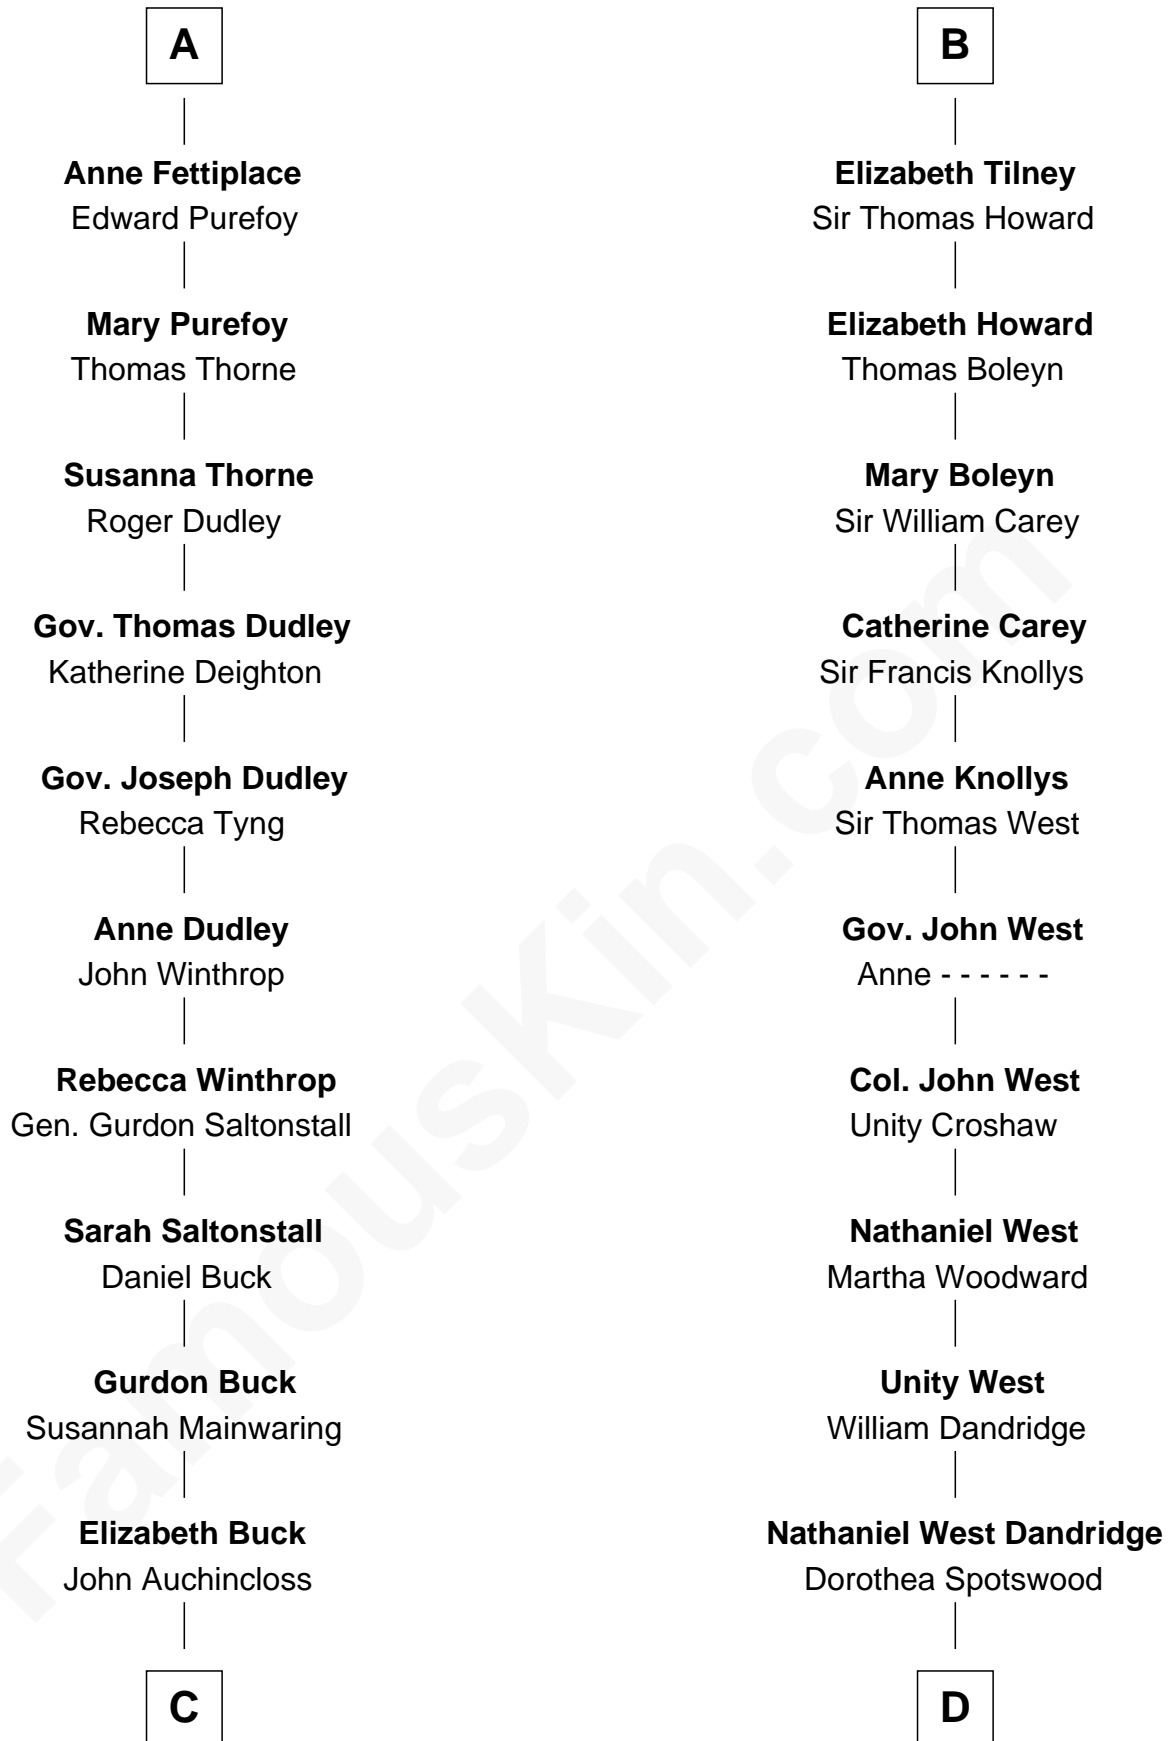 A
Anne Fettiplace
Edward Purefoy
Mary Purefoy
Thomas Thorne
Susanna Thorne
Roger Dudley
Gov. Thomas Dudley
Katherine Deighton
Gov. Joseph Dudley
Rebecca Tyng
Anne Dudley
John Winthrop
Rebecca Winthrop
Gen. Gurdon Saltonstall
Sarah Saltonstall
Daniel Buck
Gurdon Buck
Susannah Mainwaring
Elizabeth Buck
John Auchincloss
C
B
Elizabeth Tilney
Sir Thomas Howard
Elizabeth Howard
Thomas Boleyn
Mary Boleyn
Sir William Carey
Catherine Carey
Sir Francis Knollys
Anne Knollys
Sir Thomas West
Gov. John West
Anne - - - - - -
Col. John West
Unity Croshaw
Nathaniel West
Martha Woodward
Unity West
William Dandridge
Nathaniel West Dandridge
Dorothea Spotswood
D
FamousKin.com